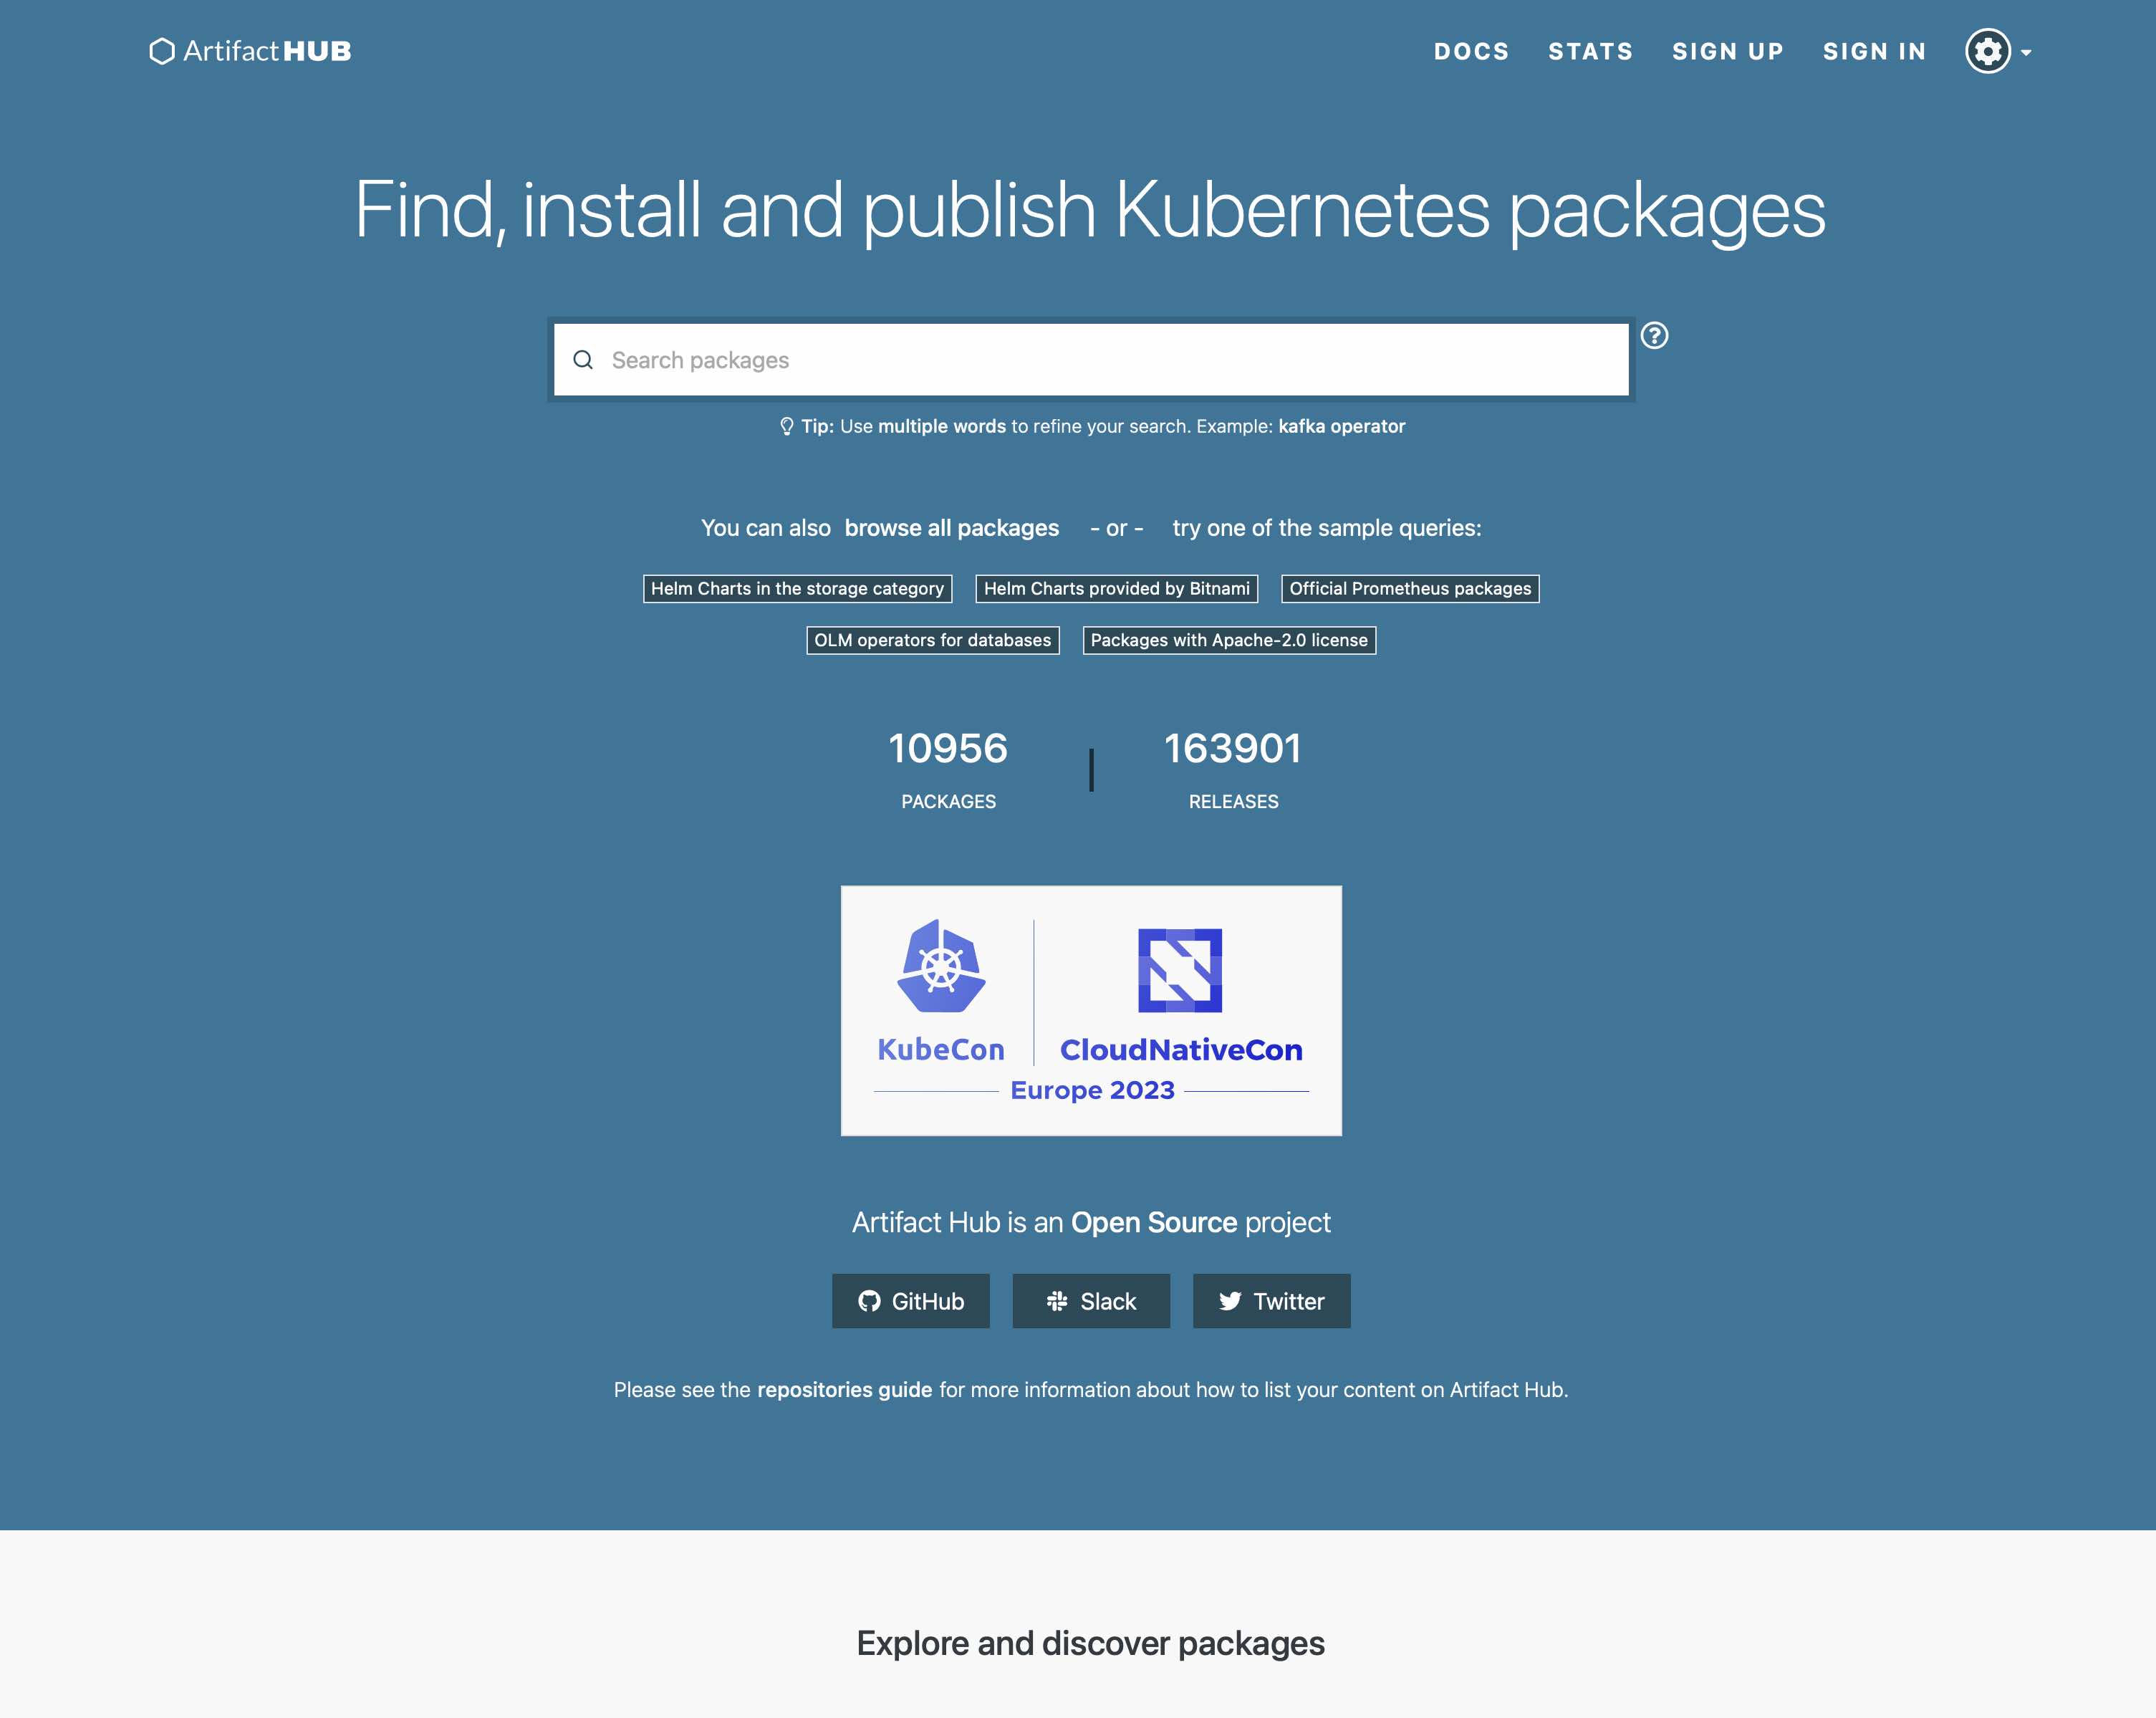 Artifact HUB
DOCS STATS SIGN UP SIGN IN
Find, install and publish Kubernetes packages
Search packages
Tip: Use multiple words to refine your search. Example: kafka operator
You can also browse all packages - or - try one of the sample queries:
Helm Charts in the storage category Helm Charts provided by Bitnami Official Prometheus packages
OLM operators for databases Packages with Apache-2.0 license
10956 163901
PACKAGES RELEASES
KubeCon CloudNativeCon
Europe 2023
Artifact Hub is an Open Source project
GitHub Slack Twitter
Please see the repositories guide for more information about how to list your content on Artifact Hub.
Explore and discover packages